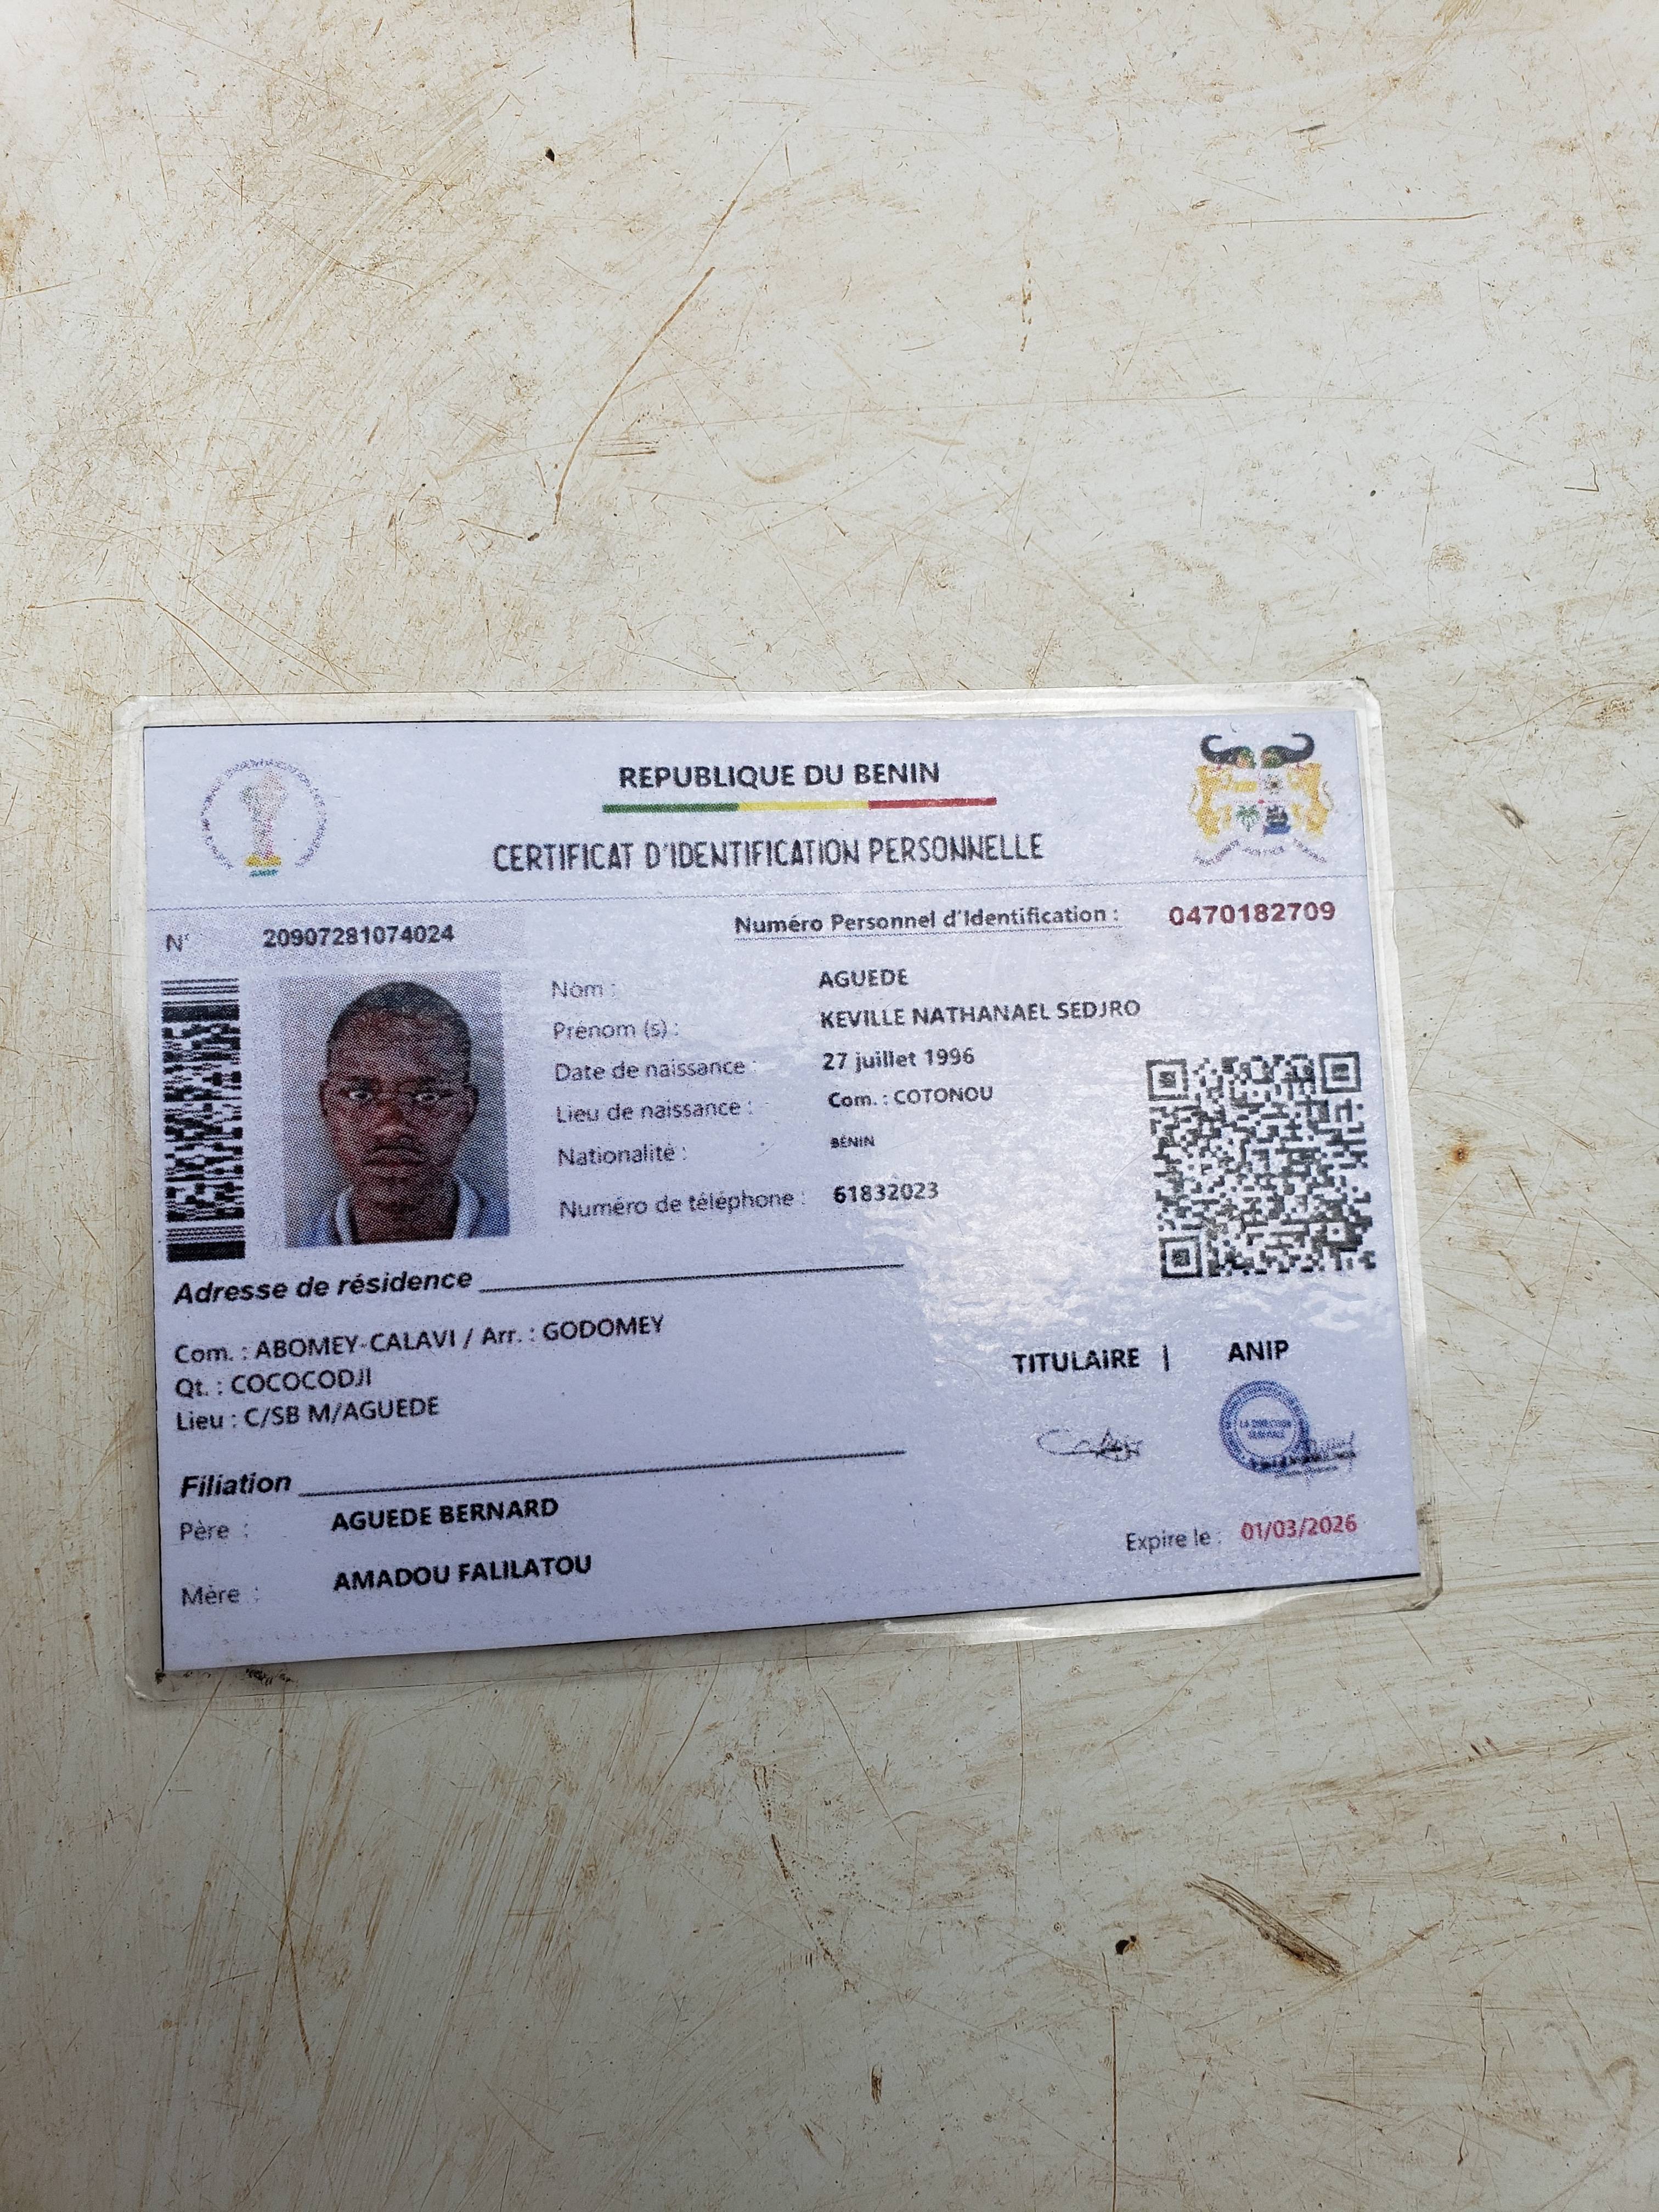 REPUBLIQUE DU BENIN
CERTIFICAT D'IDENTIFICATION PERSONNELLE
N° 20907281074024
Numéro Personnel d'Identification : 0470182709
Nom : AGUEDE
Prénom (s) : KEVILLE NATHANAEL SEDJRO
Date de naissance : 27 juillet 1996
Lieu de naissance : Com. : COTONOU
Nationalité : BÉNIN
Numéro de téléphone : 61832023
Adresse de résidence
Com. : ABOMEY-CALAVI / Arr. : GODOMEY
Qt. : COCOCODJI
Lieu : C/SB M/AGUEDE
TITULAIRE | ANIP
LA DIRECTION
Filiation
Père : AGUEDE BERNARD
Mère : AMADOU FALILATOU
Expire le : 01/03/2026